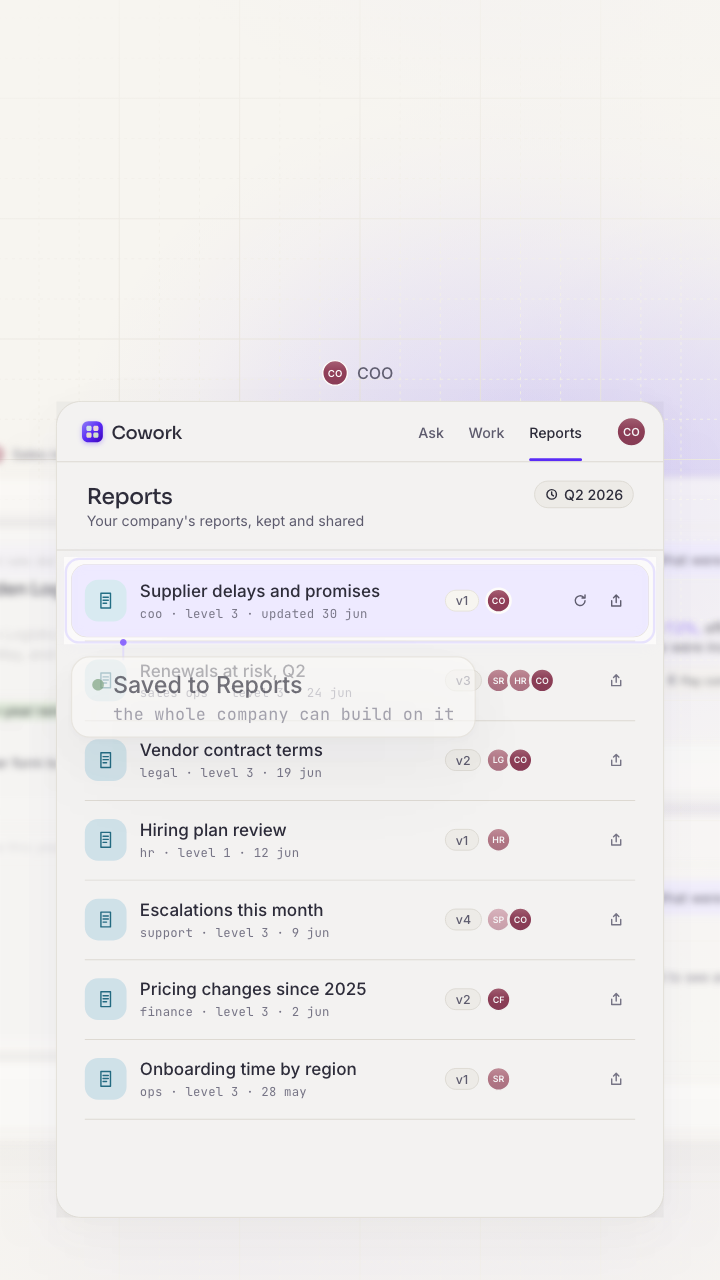 CO COO
Cowork Ask Work Reports CO
Reports
Q2 2026
Your company's reports, kept and shared
Supplier delays and promises
coo · level 3 · updated 30 jun
v1 CO
Renewals at risk, Q2
sales ops · level 3 · 24 jun
v3 SR HR CO
Saved to Reports
the whole company can build on it
Vendor contract terms
legal · level 3 · 19 jun
v2 LG CO
Hiring plan review
hr · level 1 · 12 jun
v1 HR
Escalations this month
support · level 3 · 9 jun
v4 SP CO
Pricing changes since 2025
finance · level 3 · 2 jun
v2 CF
Onboarding time by region
ops · level 3 · 28 may
v1 SR